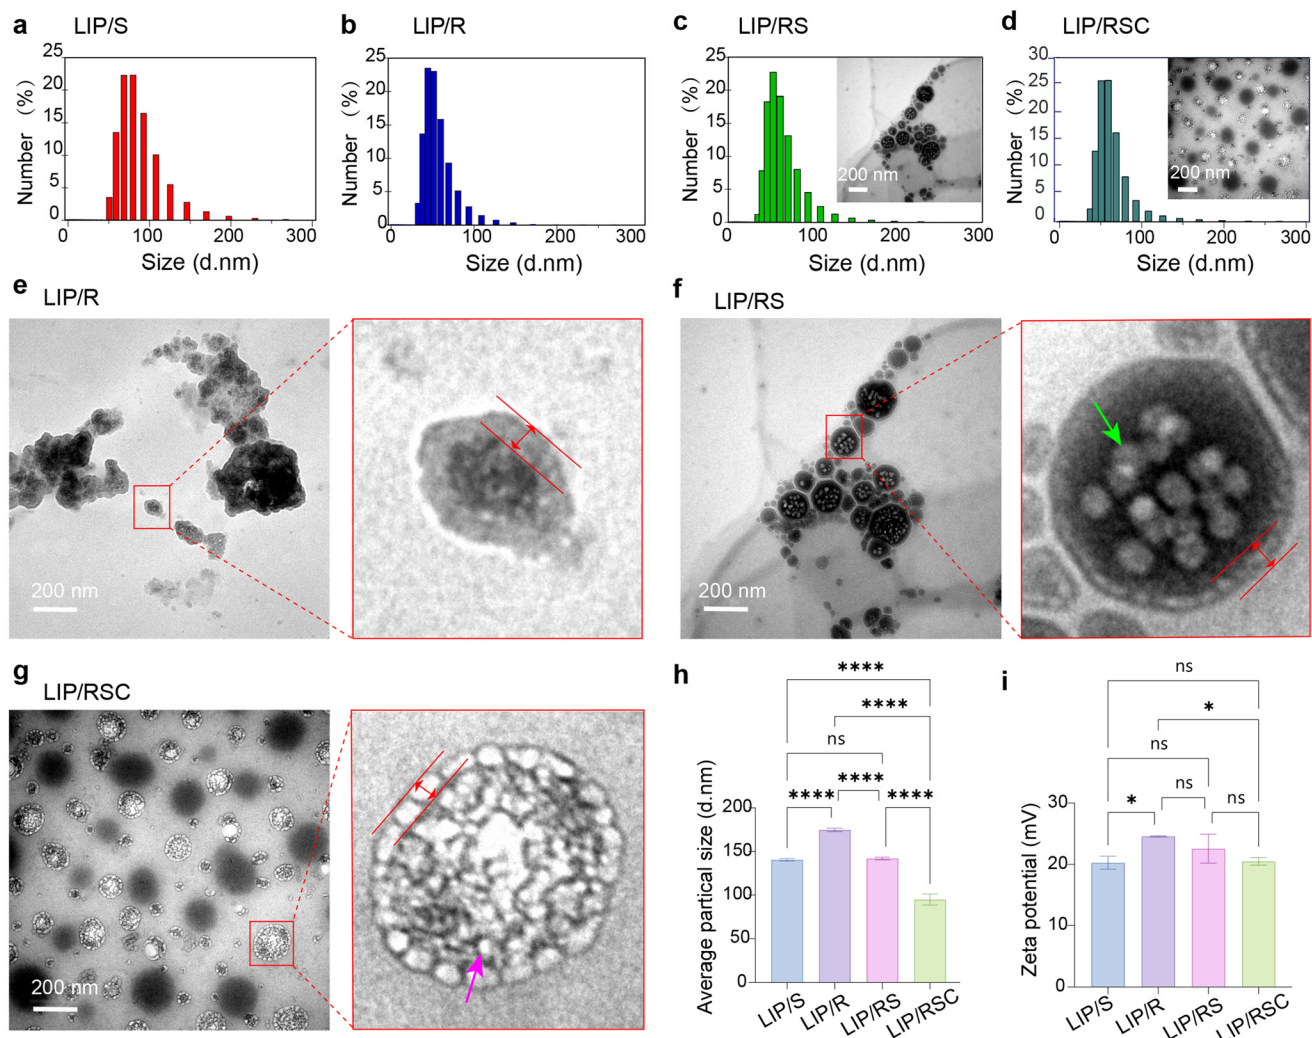 a LIP/S
25
20
15
10
5
0
Number (%)
0 100 200 300
Size (d.nm)
b LIP/R
25
20
15
10
5
0
Number (%)
0 100 200 300
Size (d.nm)
c LIP/RS
25
20
15
10
5
0
Number (%)
200 nm
0 100 200 300
Size (d.nm)
d LIP/RSC
30
25
20
15
10
5
0
Number (%)
200 nm
0 100 200 300
Size (d.nm)
e LIP/R
200 nm
f LIP/RS
200 nm
g LIP/RSC
200 nm
h
****
****
ns
****
**** ****
200
150
100
50
0
Average partical size (d.nm)
LIP/S LIP/R LIP/RS LIP/RSC
i
ns
*
ns
ns
* ns
30
20
10
0
Zeta potential (mV)
LIP/S LIP/R LIP/RS LIP/RSC